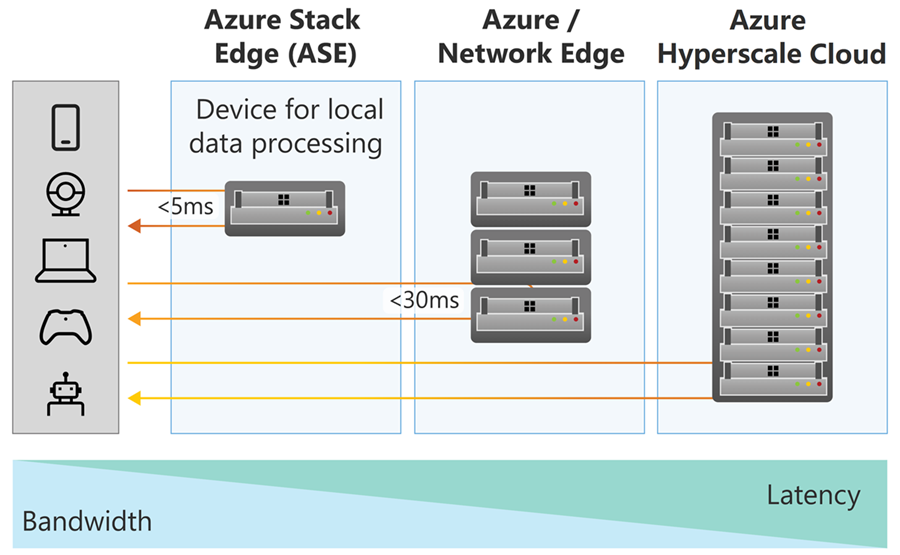 Azure Stack
Edge (ASE)
Azure /
Network Edge
Azure
Hyperscale Cloud
Device for local
data processing
<5ms
<30ms
Latency
Bandwidth